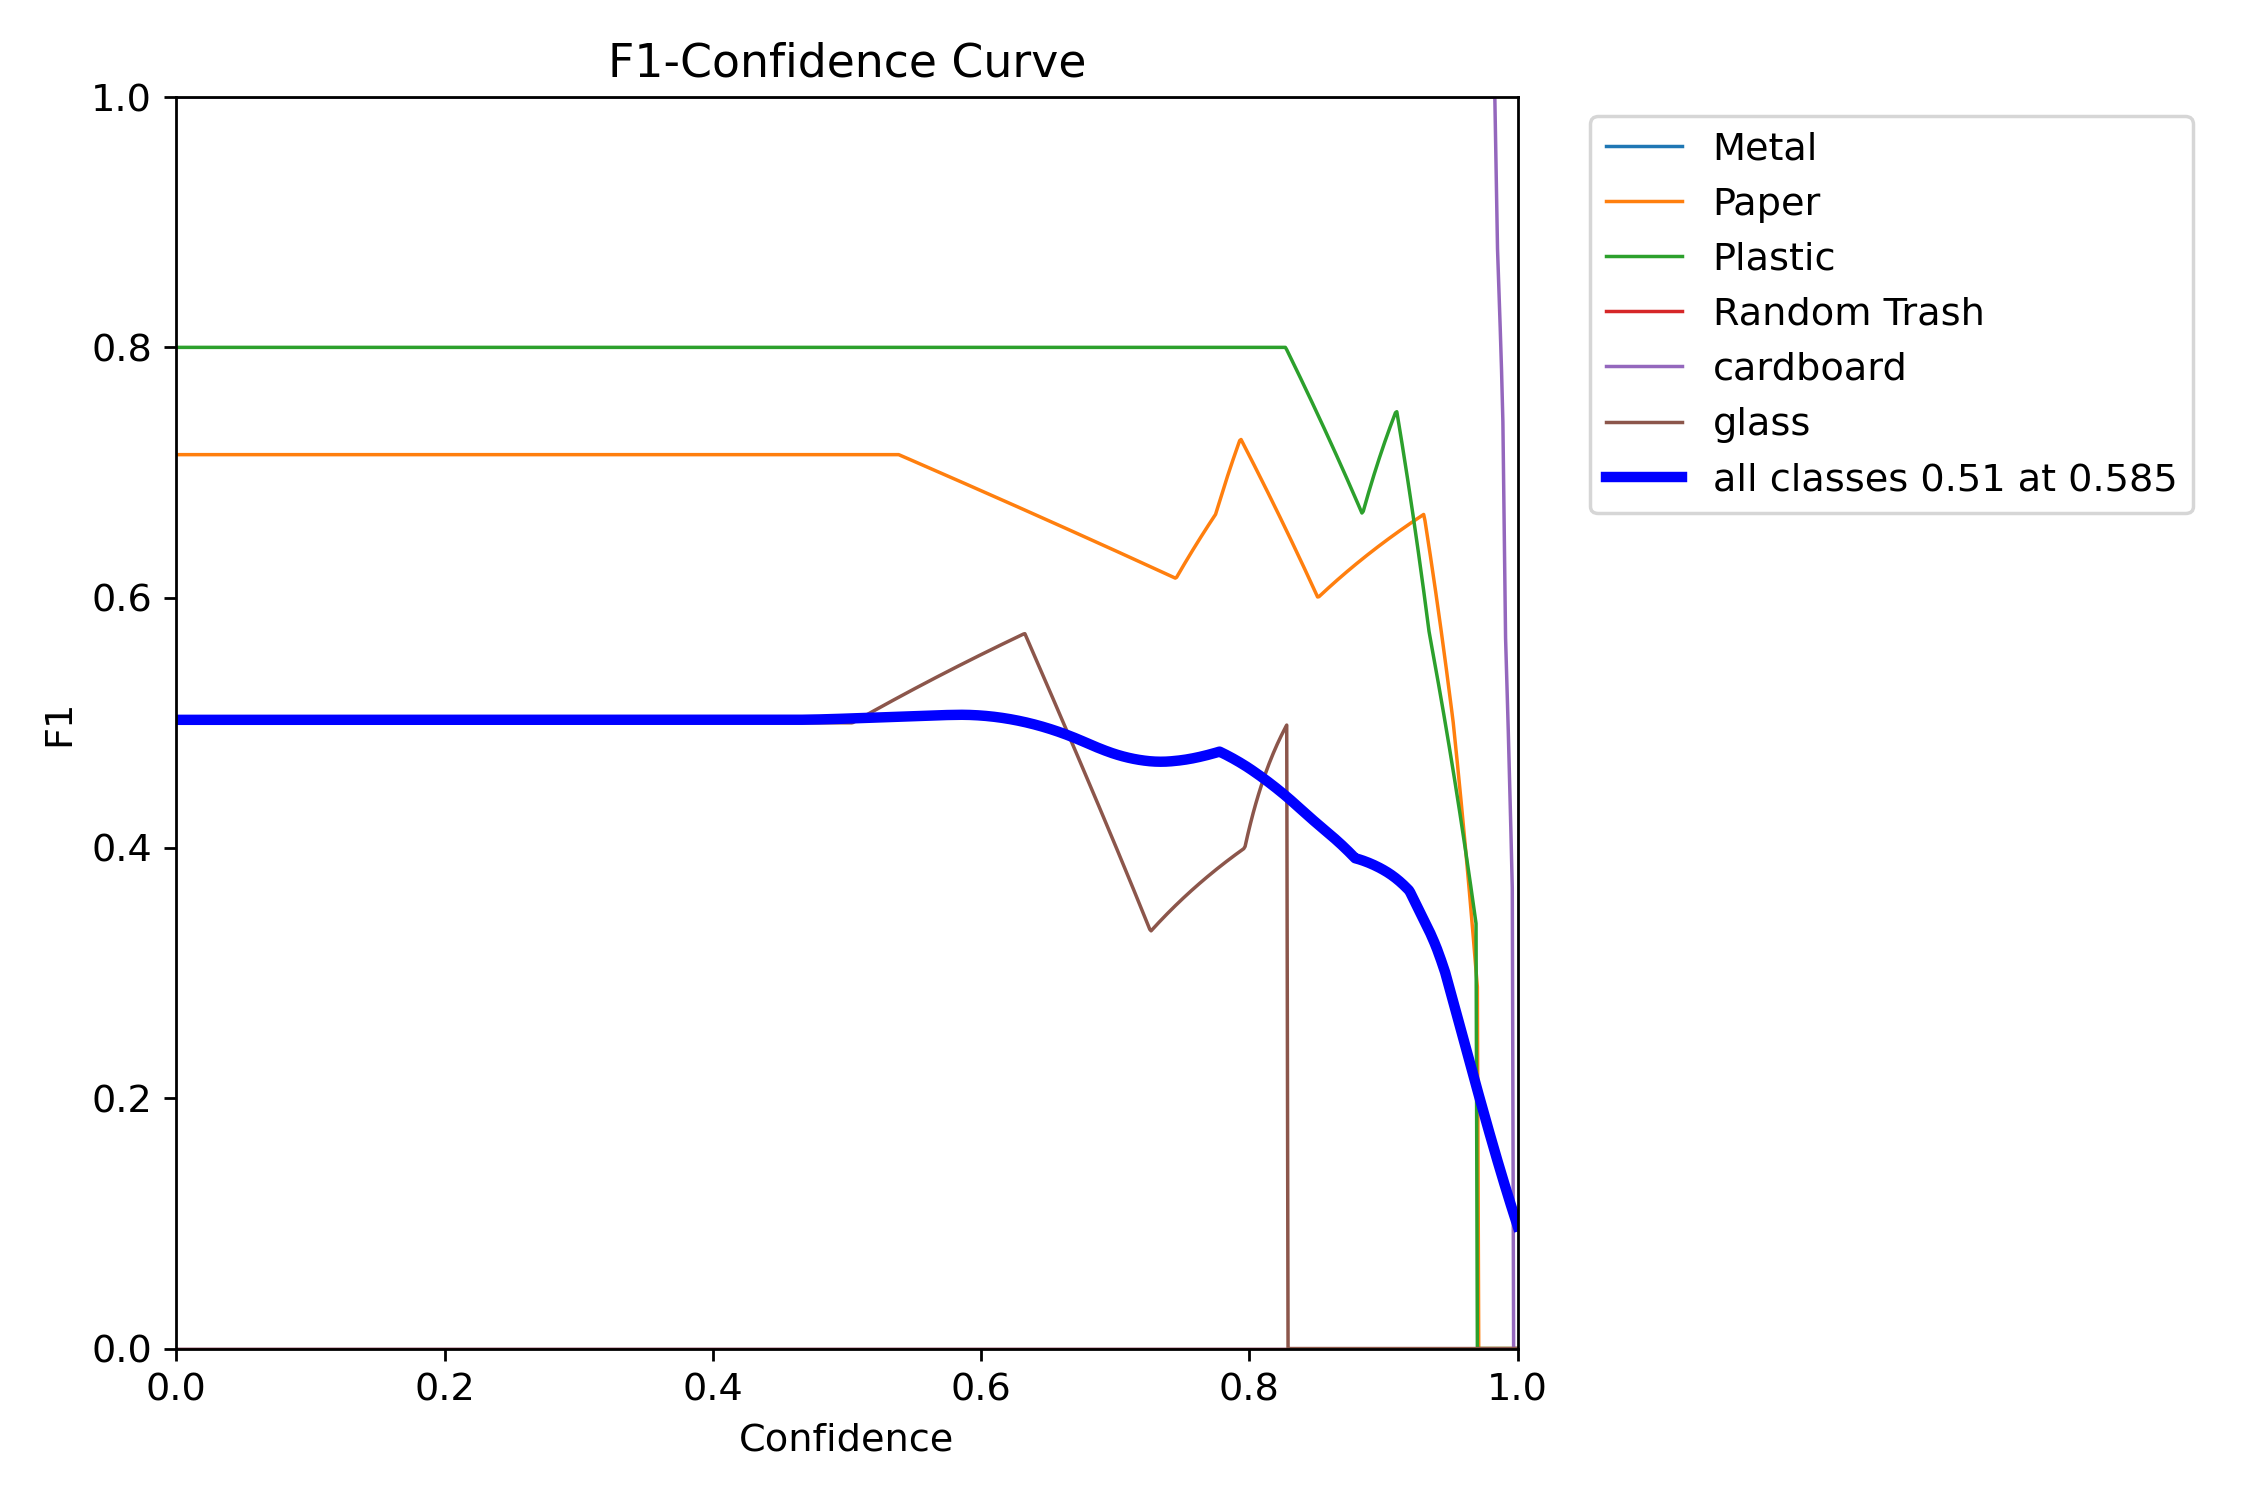 F1-Confidence Curve
1.0
0.8
0.6
0.4
0.2
0.0
F1
0.0 0.2 0.4 0.6 0.8 1.0
Confidence
Metal
Paper
Plastic
Random Trash
cardboard
glass
all classes 0.51 at 0.585